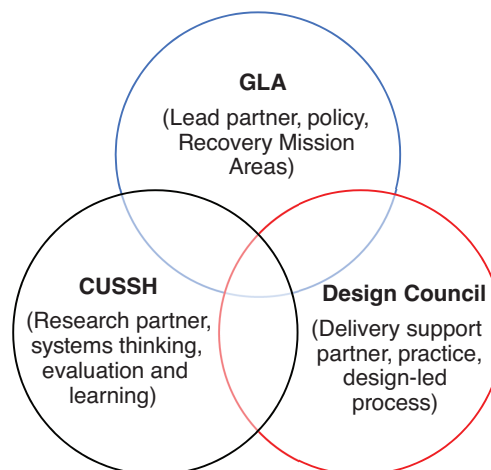 GLA
(Lead partner, policy,
Recovery Mission
Areas)
CUSSH
(Research partner,
systems thinking,
evaluation and
learning)
Design Council
(Delivery support
partner, practice,
design-led
process)